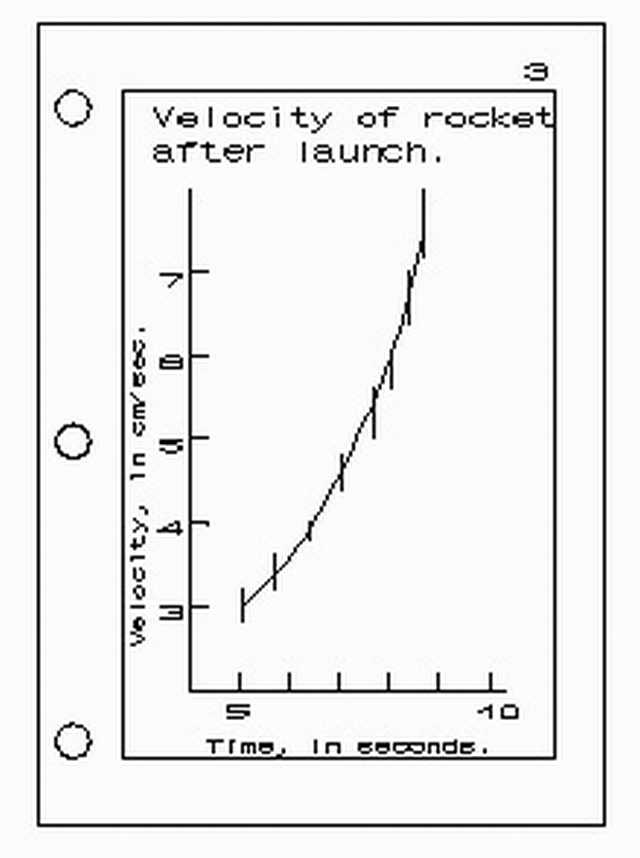 3
Velocity of rocket
after launch.
7
6
5
4
3
Velocity, in cm/sec.
5
10
Time, in seconds.